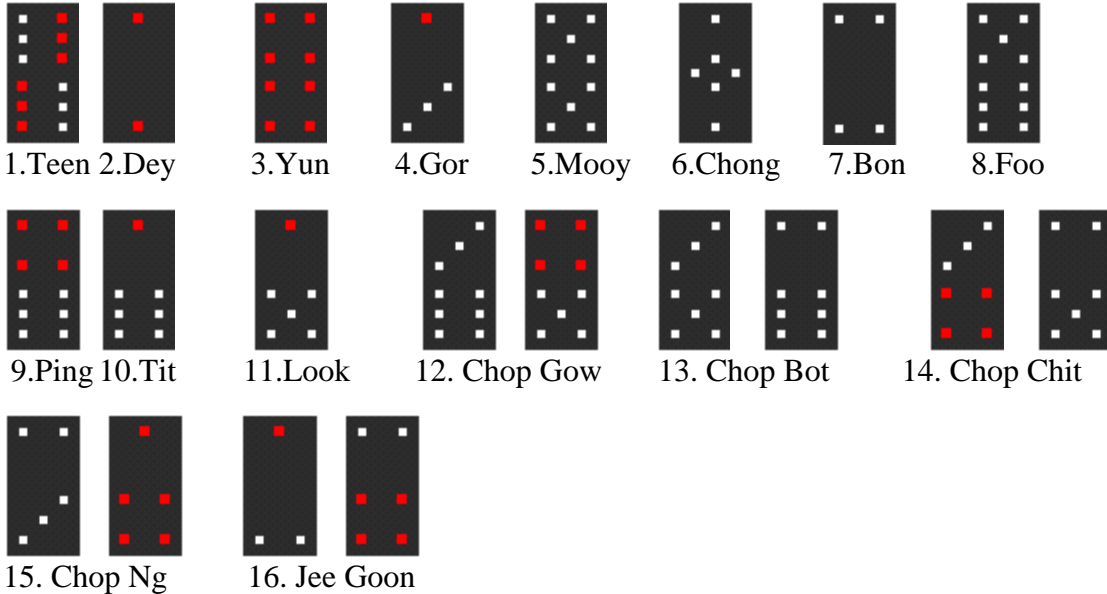 1.Teen 2.Dey 3.Yun 4.Gor 5.Mooy 6.Chong 7.Bon 8.Foo
9.Ping 10.Tit 11.Look 12. Chop Gow 13. Chop Bot 14. Chop Chit
15. Chop Ng 16. Jee Goon